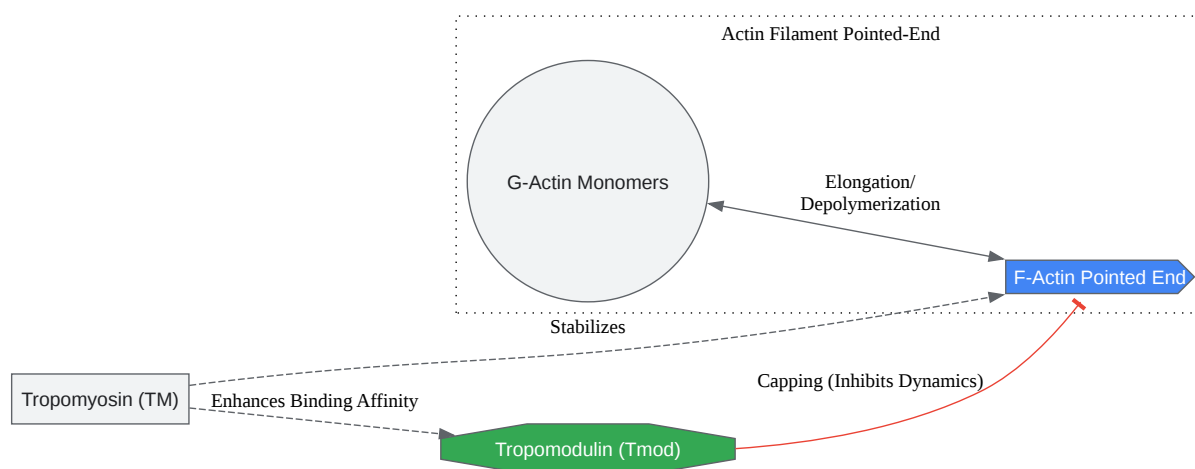 Actin Filament Pointed-End
G-Actin Monomers
Elongation/
Depolymerization
F-Actin Pointed End
Stabilizes
Capping (Inhibits Dynamics)
Tropomyosin (TM)
Enhances Binding Affinity
Tropomodulin (Tmod)